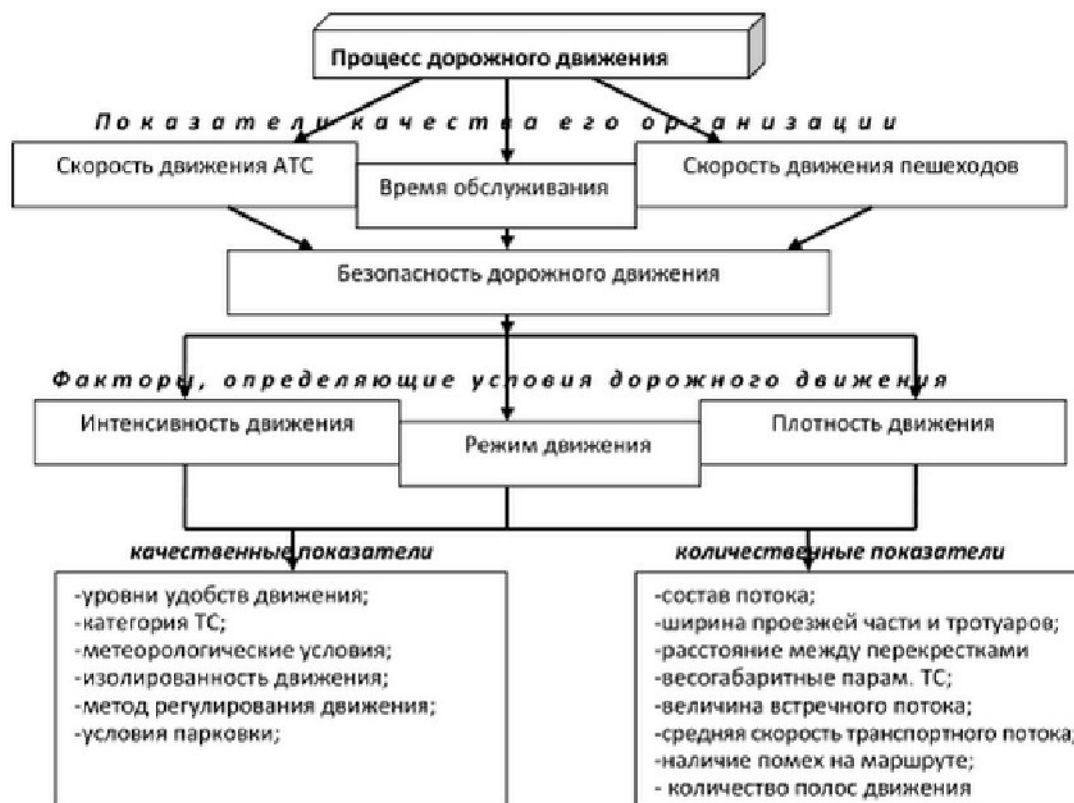 Процесс дорожного движения
Показатели качества его организации
Скорость движения АТС
Время обслуживания
Скорость движения пешеходов
Безопасность дорожного движения
Факторы, определяющие условия дорожного движения
Интенсивность движения
Режим движения
Плотность движения
качественные показатели
-уровни удобств движения;
-категория ТС;
-метеорологические условия;
-изолированность движения;
-метод регулирования движения;
-условия парковки;
количественные показатели
-состав потока;
-ширина проезжей части и тротуаров;
-расстояние между перекрестками
-весогабаритные парам. ТС;
-величина встречного потока;
-средняя скорость транспортного потока;
-наличие помех на маршруте;
- количество полос движения